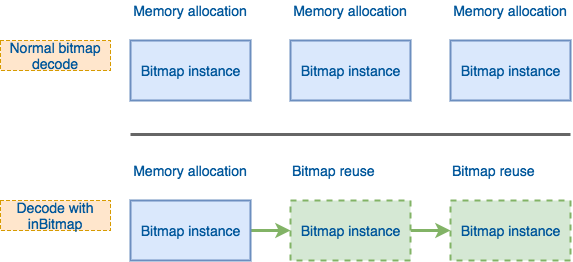 Memory allocation
Memory allocation
Memory allocation
Normal bitmap
decode
Bitmap instance
Bitmap instance
Bitmap instance
Memory allocation
Bitmap reuse
Bitmap reuse
Decode with
inBitmap
Bitmap instance
Bitmap instance
Bitmap instance